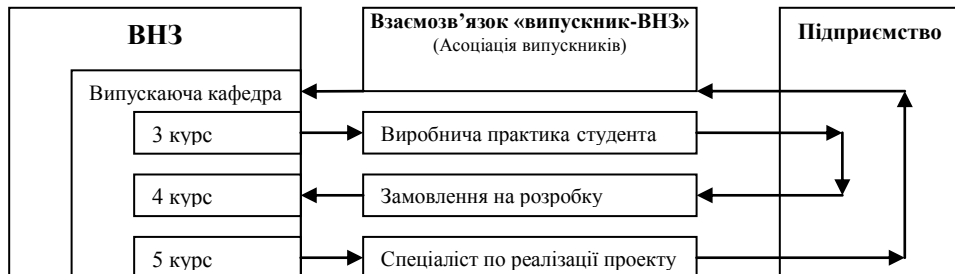 ВНЗ
Взаємозв’язок «випускник-ВНЗ»
(Асоціація випускників)
Підприємство
Випускаюча кафедра
3 курс
Виробнича практика студента
4 курс
Замовлення на розробку
5 курс
Спеціаліст по реалізації проекту